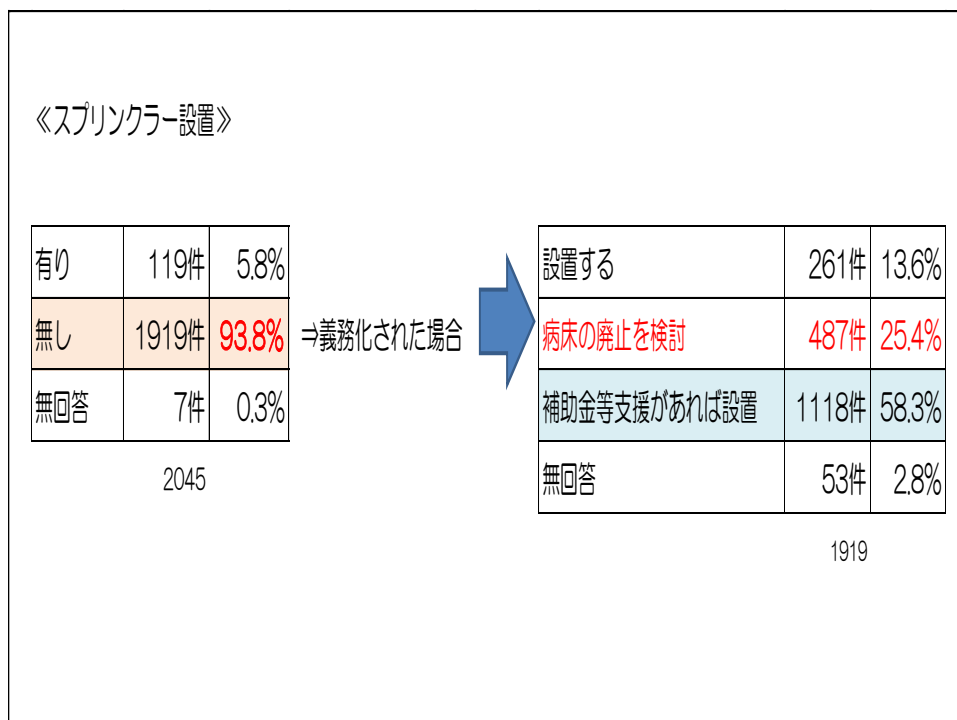 ≪スプリンクラー設置≫
有り 119件 5.8%
無し 1919件 93.8%
無回答 7件 0.3%
2045
⇒義務化された場合
設置する 261件 13.6%
病床の廃止を検討 487件 25.4%
補助金等支援があれば設置 1118件 58.3%
無回答 53件 2.8%
1919